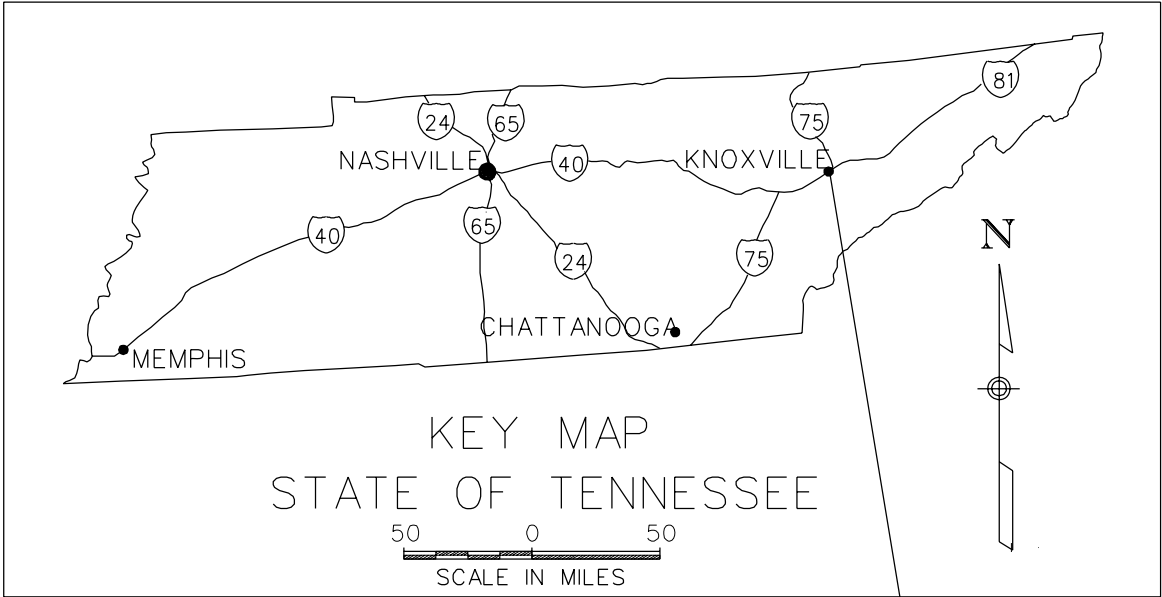 81
24
65
75
NASHVILLE
40
KNOXVILLE
65
40
24
75
N
CHATTANOOGA
MEMPHIS
KEY MAP
STATE OF TENNESSEE
50 0 50
SCALE IN MILES